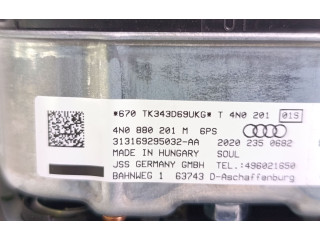 *670 TK343D69UKG* T 4N0 201 01S
4N0 880 201 M 6PS
313169295032-AA 2020 235 0682
MADE IN HUNGARY SOUL
JSS GERMANY GMBH TEL.:496021650
BAHNWEG 1 63743 D-Aschaffenburg